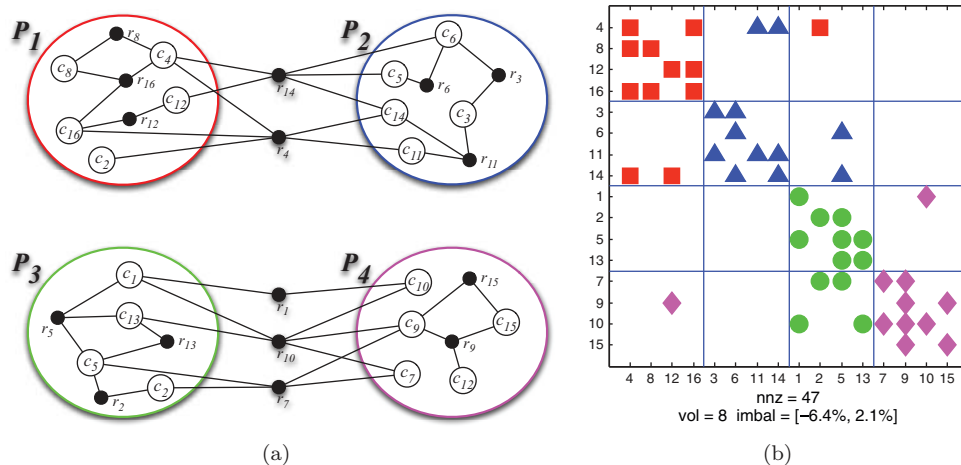 P1
r8
c8
c4
r16
c12
r12
c16
c2
r14
r4
P2
c6
c5
r6
r3
c14
c3
c11
r11
P3
c1
r5
c13
r13
c5
r2
c2
r1
r10
r7
P4
c10
r15
c9
c15
r9
c7
c12
(a)
4
8
12
16
3
6
11
14
1
2
5
13
7
9
10
15
4 8 12 16 3 6 11 14 1 2 5 13 7 9 10 15
nnz = 47
vol = 8 imbal = [−6.4%, 2.1%]
(b)